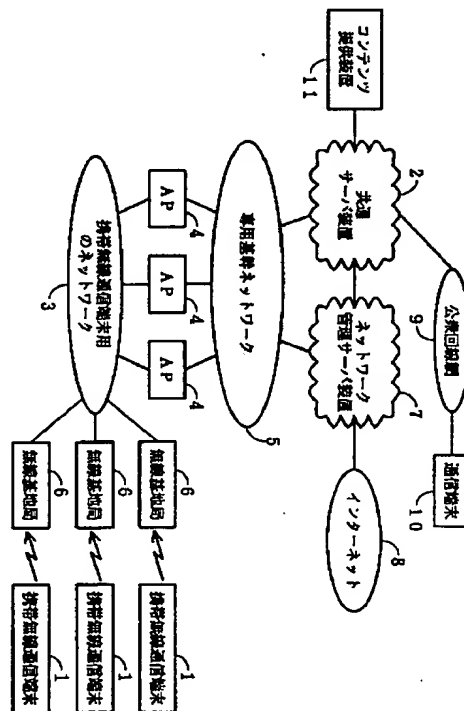 通信端末
10
公衆回線網
9
インターネット
8
2
共通
サーバ装置
ネットワーク
管理サーバ装置
7
コンテンツ
提供装置
11
専用基幹ネットワーク
5
AP
4
AP
4
AP
4
携帯無線通信端末用
のネットワーク
3
無線基地局
6
無線基地局
6
無線基地局
6
携帯無線通信端末
1
携帯無線通信端末
1
携帯無線通信端末
1